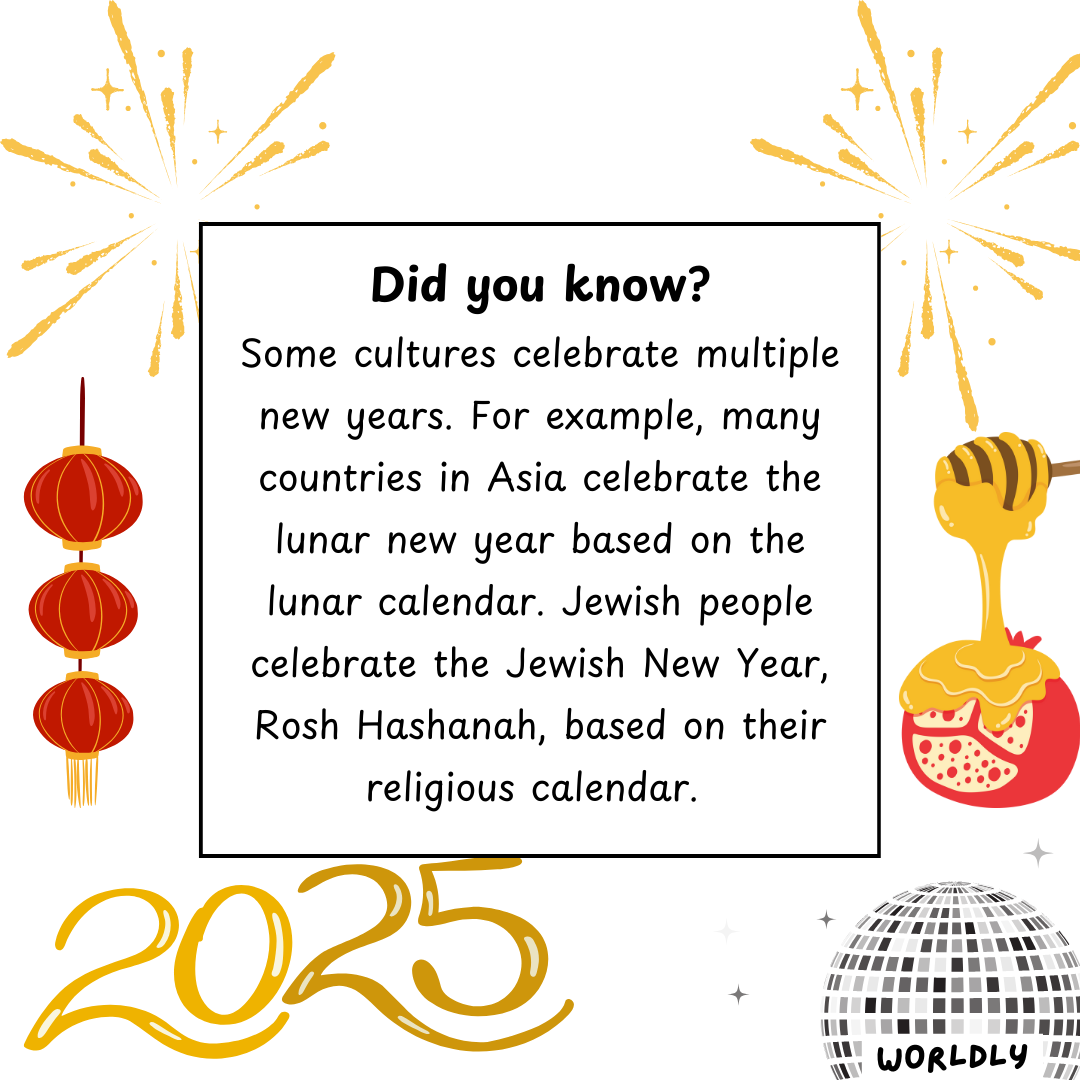 Did you know?
Some cultures celebrate multiple
new years. For example, many
countries in Asia celebrate the
lunar new year based on the
lunar calendar. Jewish people
celebrate the Jewish New Year,
Rosh Hashanah, based on their
religious calendar.
2025
WORLDLY